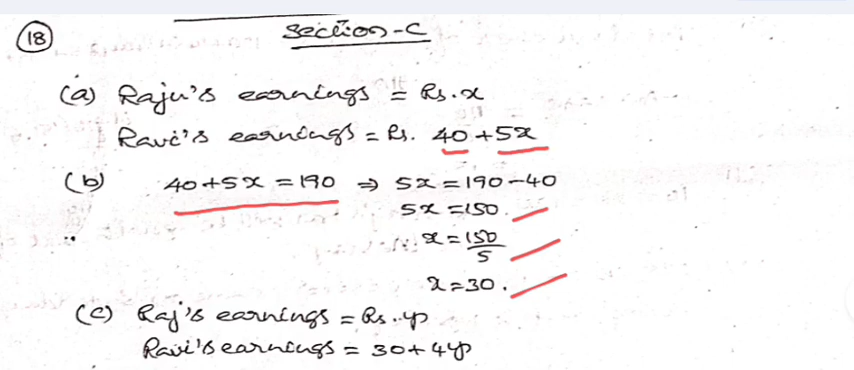 Section-C
(18)
(a) Raju's earnings = Rs. x
Ravi's earnings = Rs. 40 + 5x
(b) 40+5x = 190 ⇒ 5x = 190-40
5x = 150.
x = 150/5
x = 30.
(c) Raj's earnings = Rs. y
Ravi's earnings = 30 + 4y